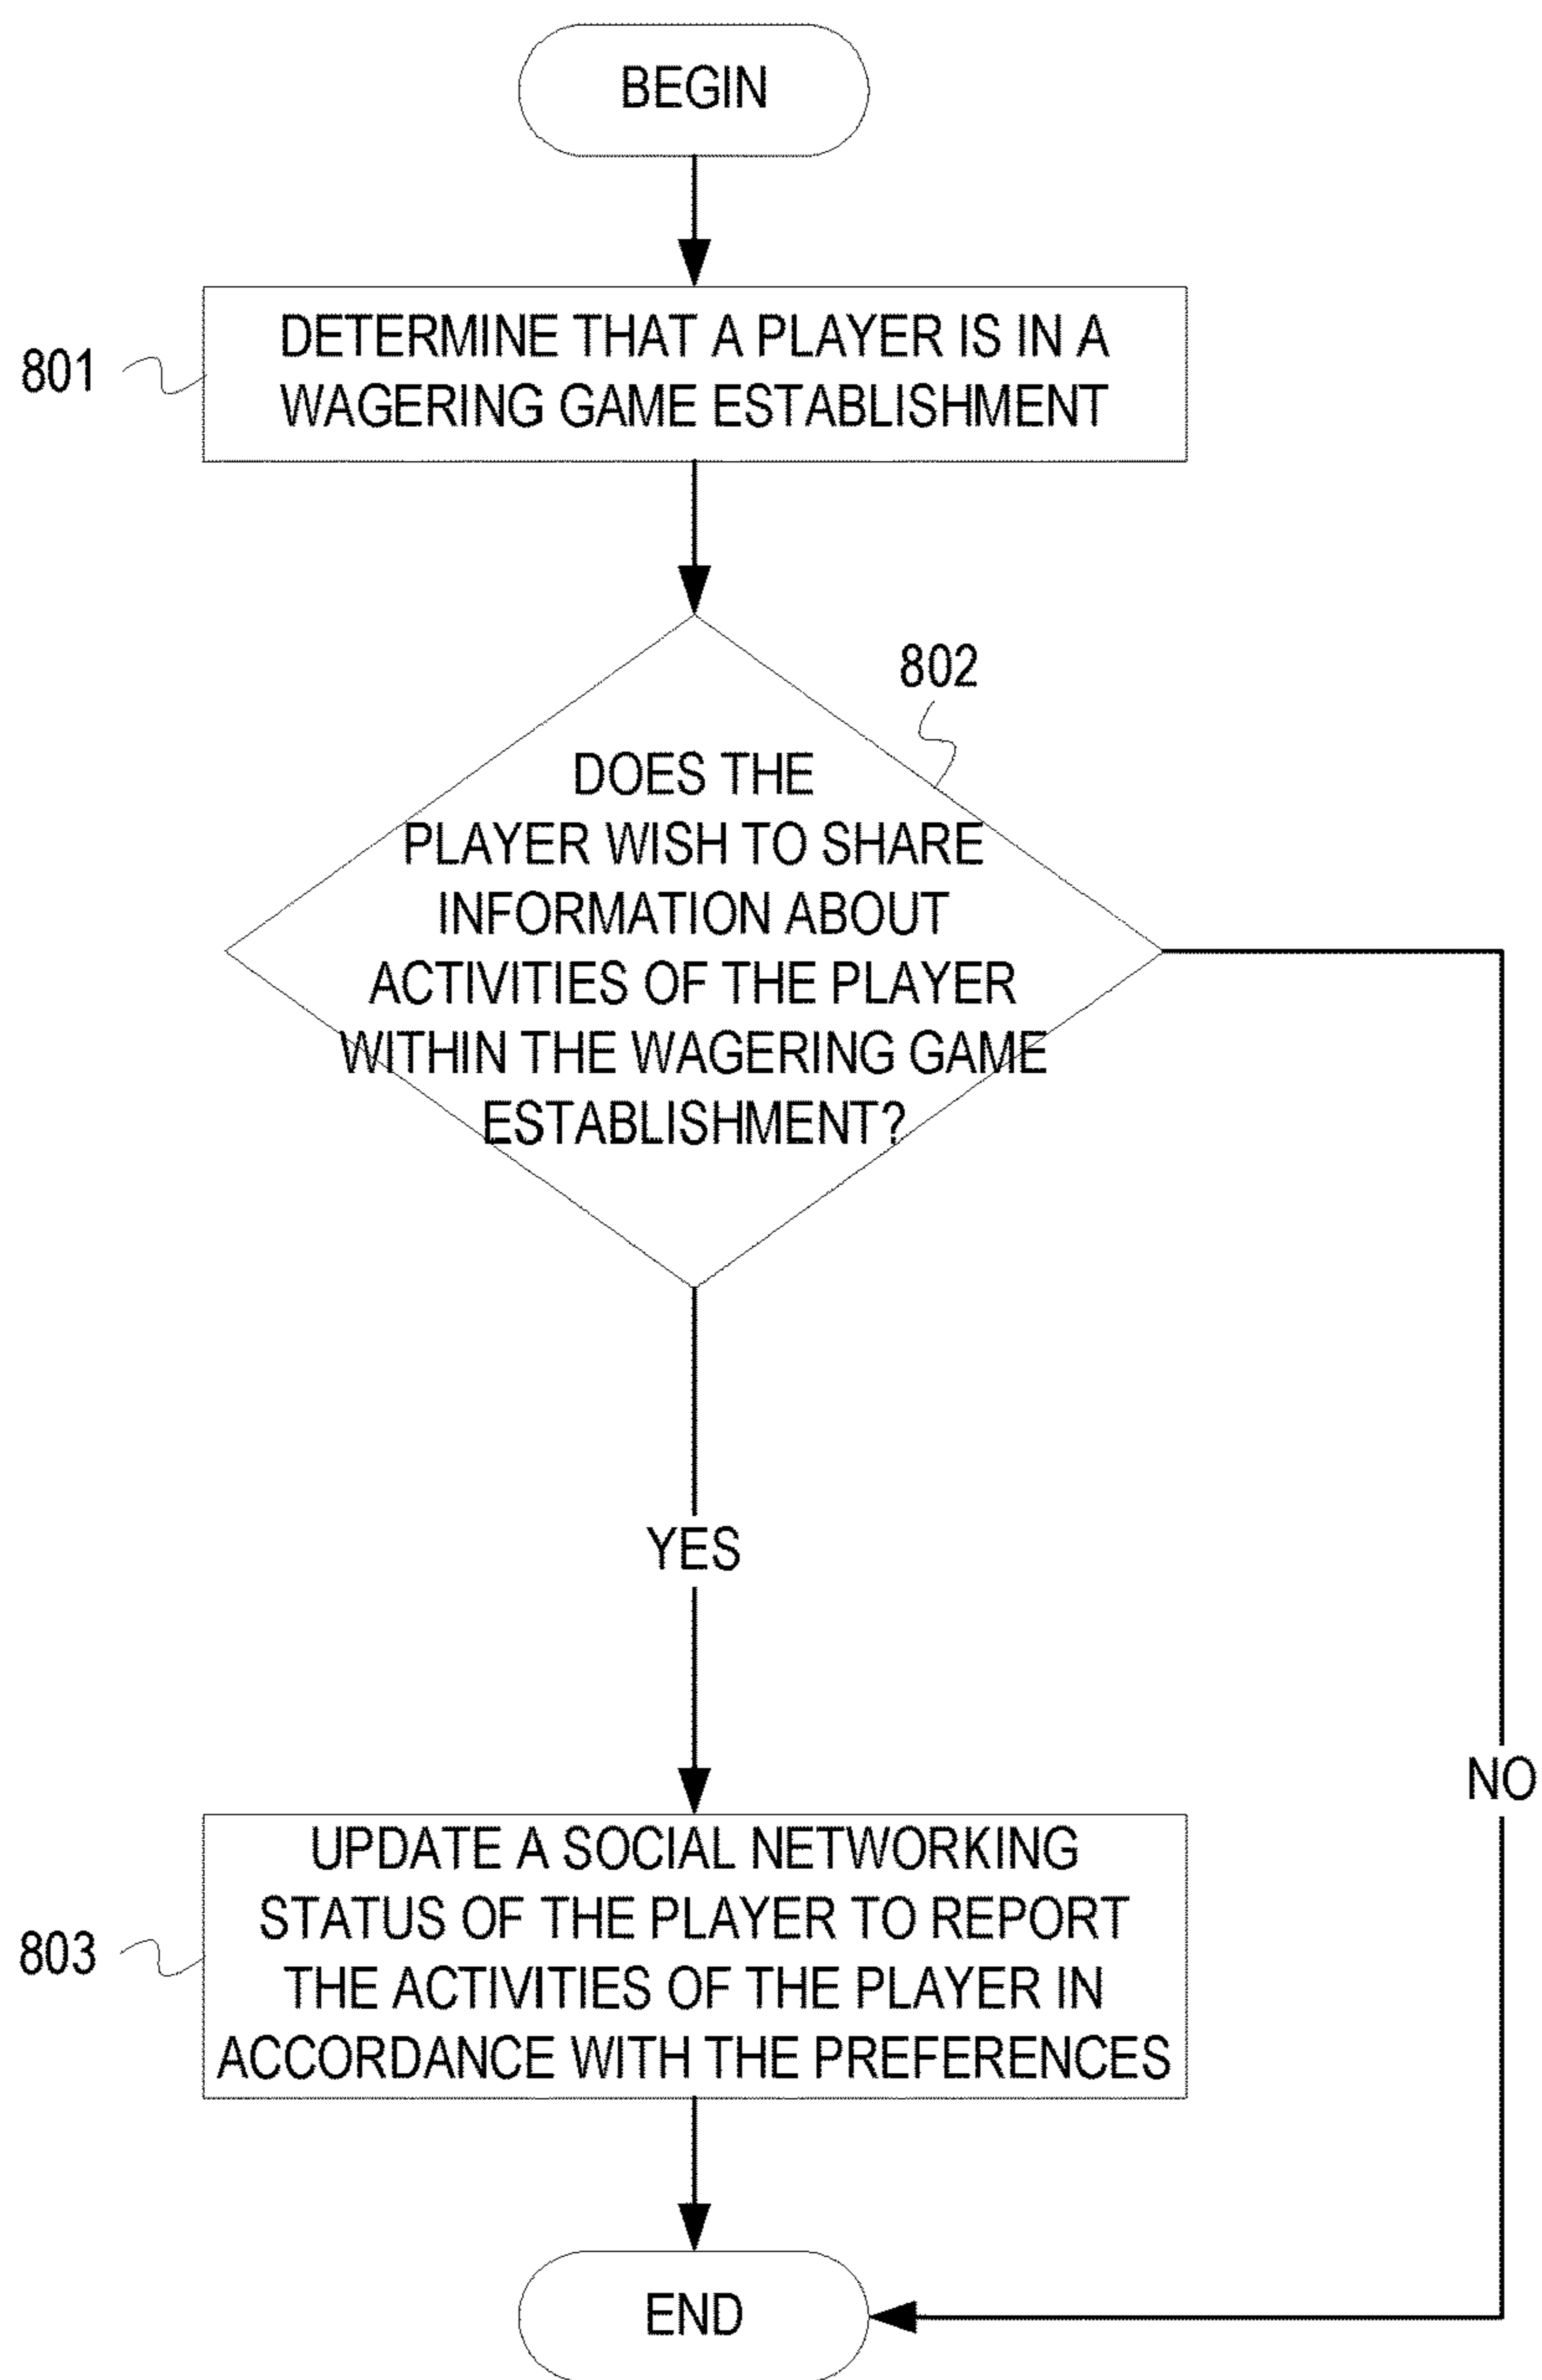 BEGIN
801
DETERMINE THAT A PLAYER IS IN A
WAGERING GAME ESTABLISHMENT
802
DOES THE
PLAYER WISH TO SHARE
INFORMATION ABOUT
ACTIVITIES OF THE PLAYER
WITHIN THE WAGERING GAME
ESTABLISHMENT?
YES
NO
803
UPDATE A SOCIAL NETWORKING
STATUS OF THE PLAYER TO REPORT
THE ACTIVITIES OF THE PLAYER IN
ACCORDANCE WITH THE PREFERENCES
END